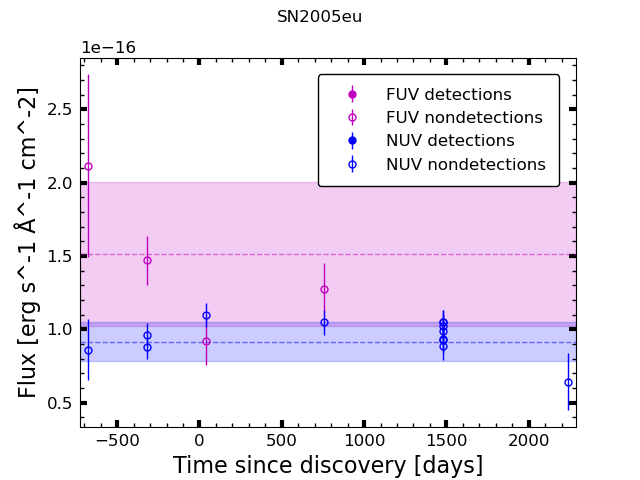 SN2005eu
1e−16
Flux [erg s^-1 Å^-1 cm^-2]
2.5
2.0
1.5
1.0
0.5
FUV detections
FUV nondetections
NUV detections
NUV nondetections
−500 0 500 1000 1500 2000
Time since discovery [days]